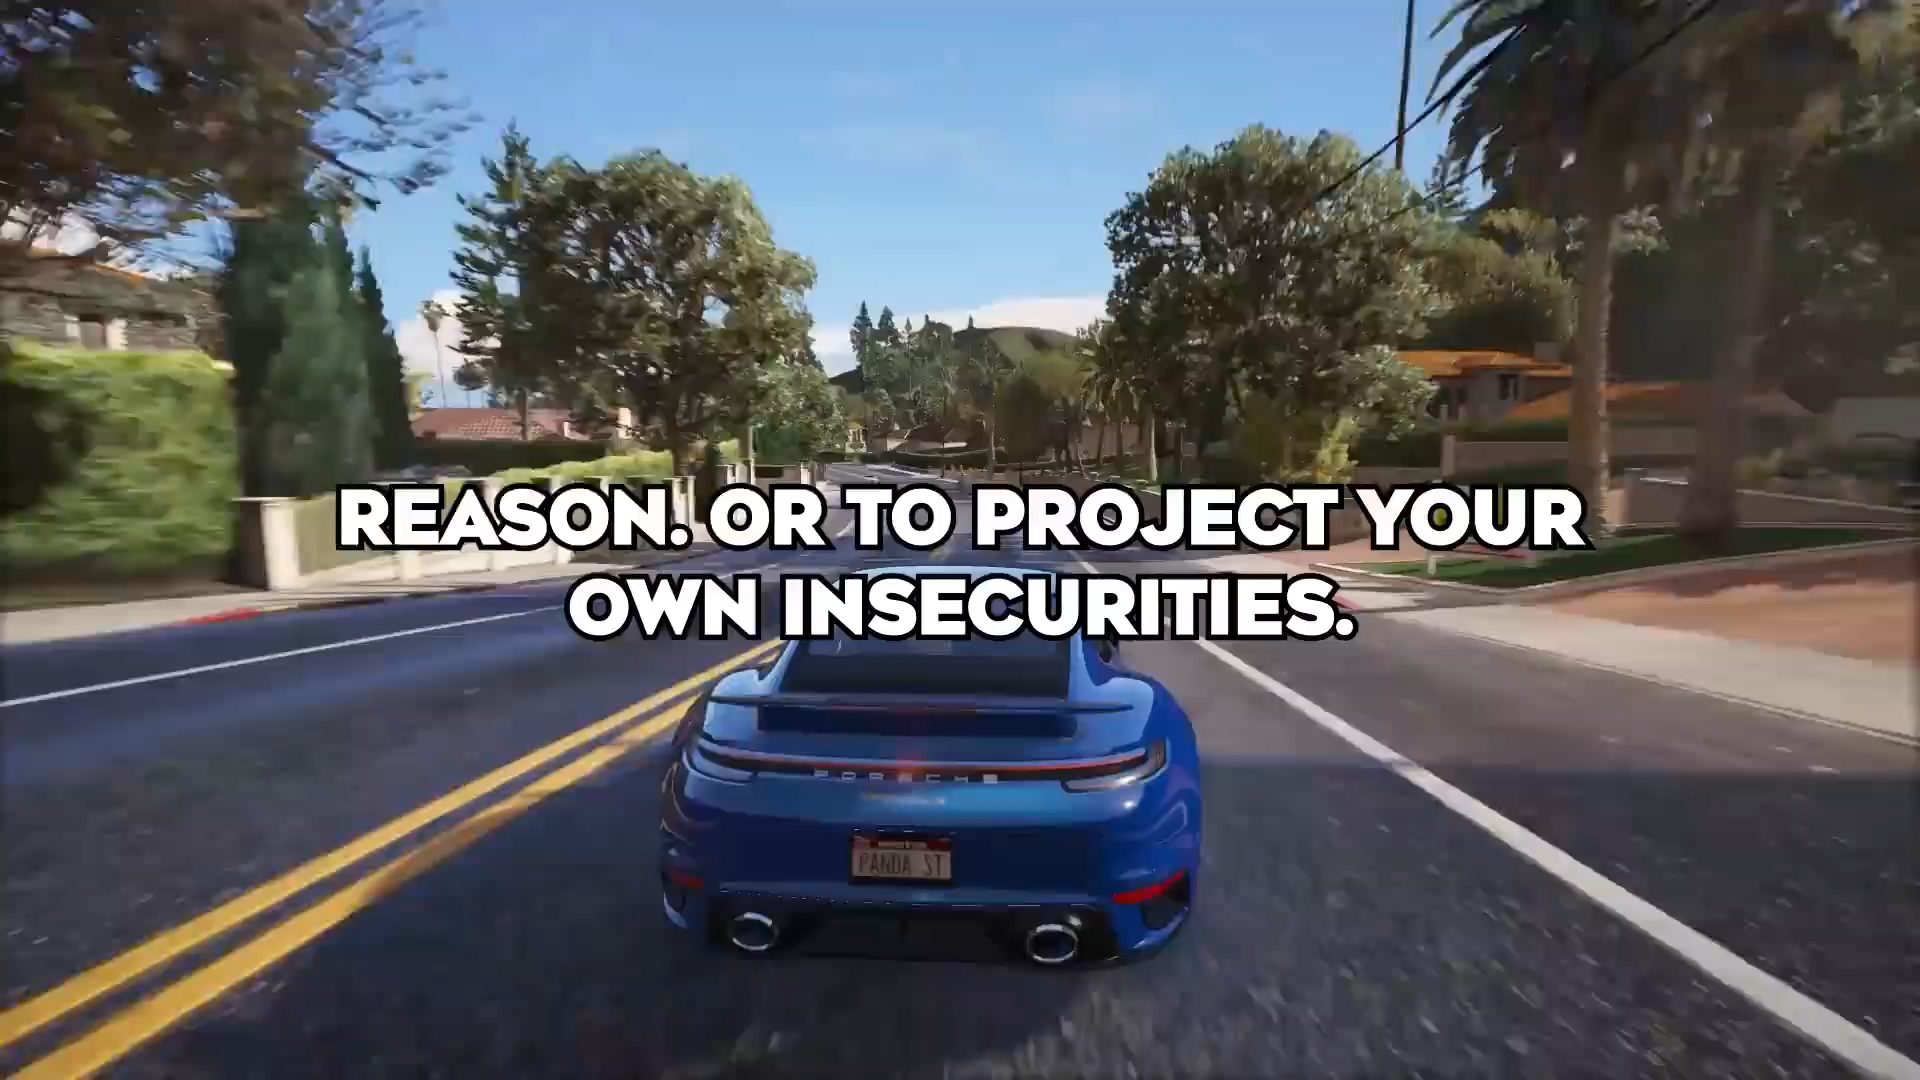 REASON. OR TO PROJECT YOUR
OWN INSECURITIES.
PORSCHE
PANDA ST